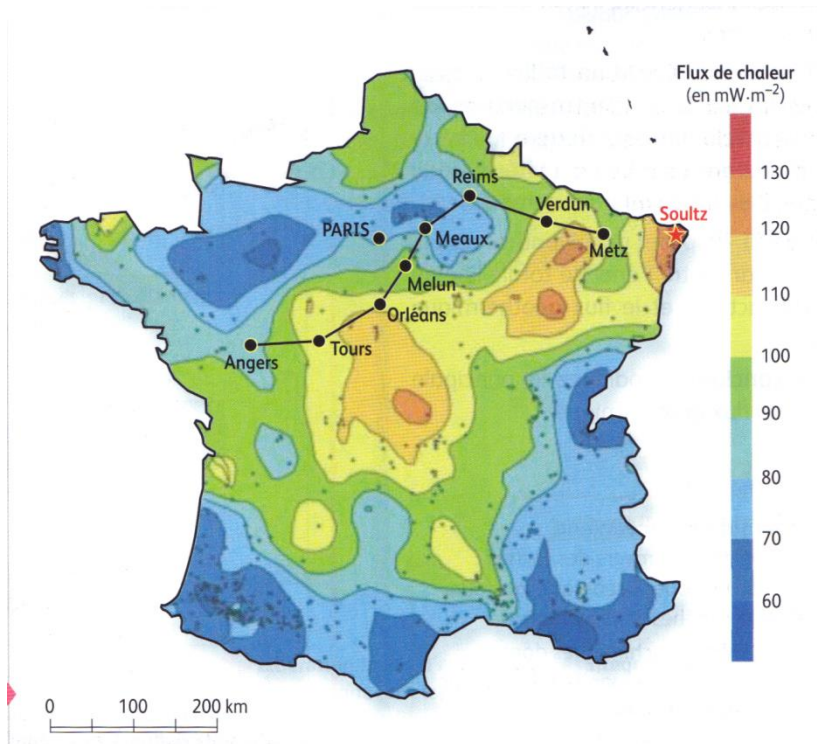 Flux de chaleur
(en mW·m⁻²)
130
120
110
100
90
80
70
60
Reims
Verdun
Soultz
PARIS
Meaux
Metz
Melun
Orléans
Angers
Tours
0 100 200 km